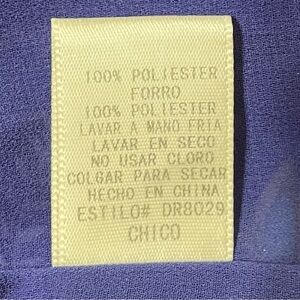 100% POLIESTER
FORRO
100% POLIESTER
LAVAR A MANO FRIA
LAVAR EN SECO
NO USAR CLORO
COLGAR PARA SECAR
HECHO EN CHINA
ESTILO# DR8029
CHICO